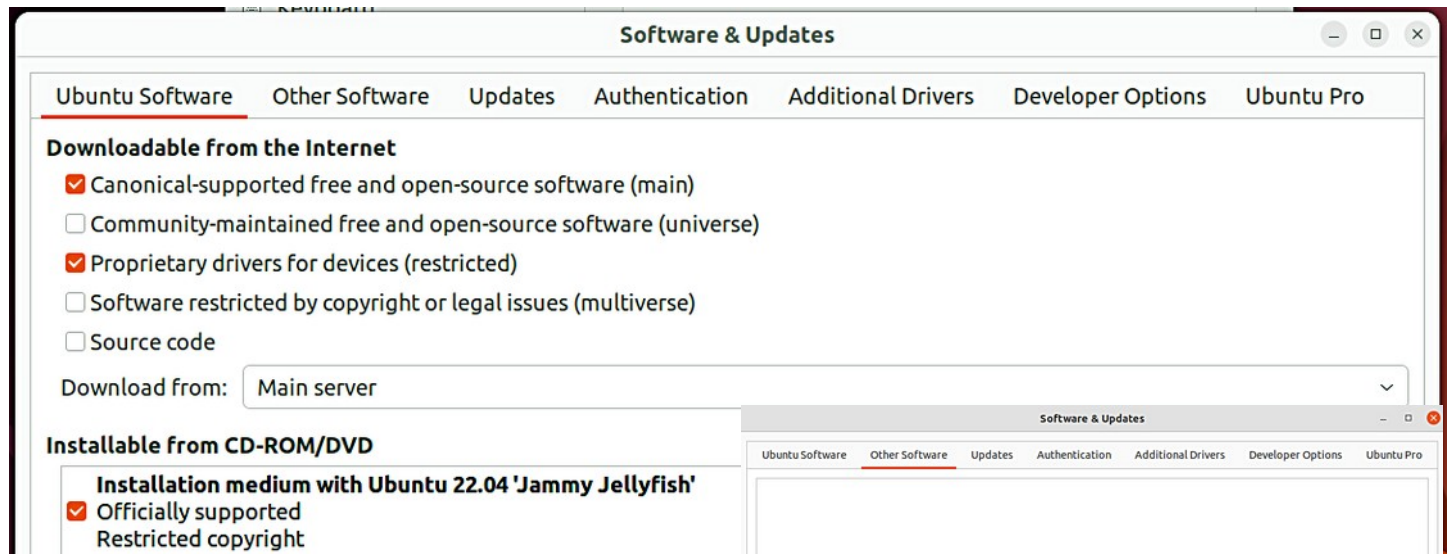 Keyboard
Software & Updates
Ubuntu Software Other Software Updates Authentication Additional Drivers Developer Options Ubuntu Pro
Downloadable from the Internet
Canonical-supported free and open-source software (main)
Community-maintained free and open-source software (universe)
Proprietary drivers for devices (restricted)
Software restricted by copyright or legal issues (multiverse)
Source code
Download from: Main server
Installable from CD-ROM/DVD
Installation medium with Ubuntu 22.04 'Jammy Jellyfish'
Officially supported
Restricted copyright
Software & Updates
Ubuntu Software Other Software Updates Authentication Additional Drivers Developer Options Ubuntu Pro